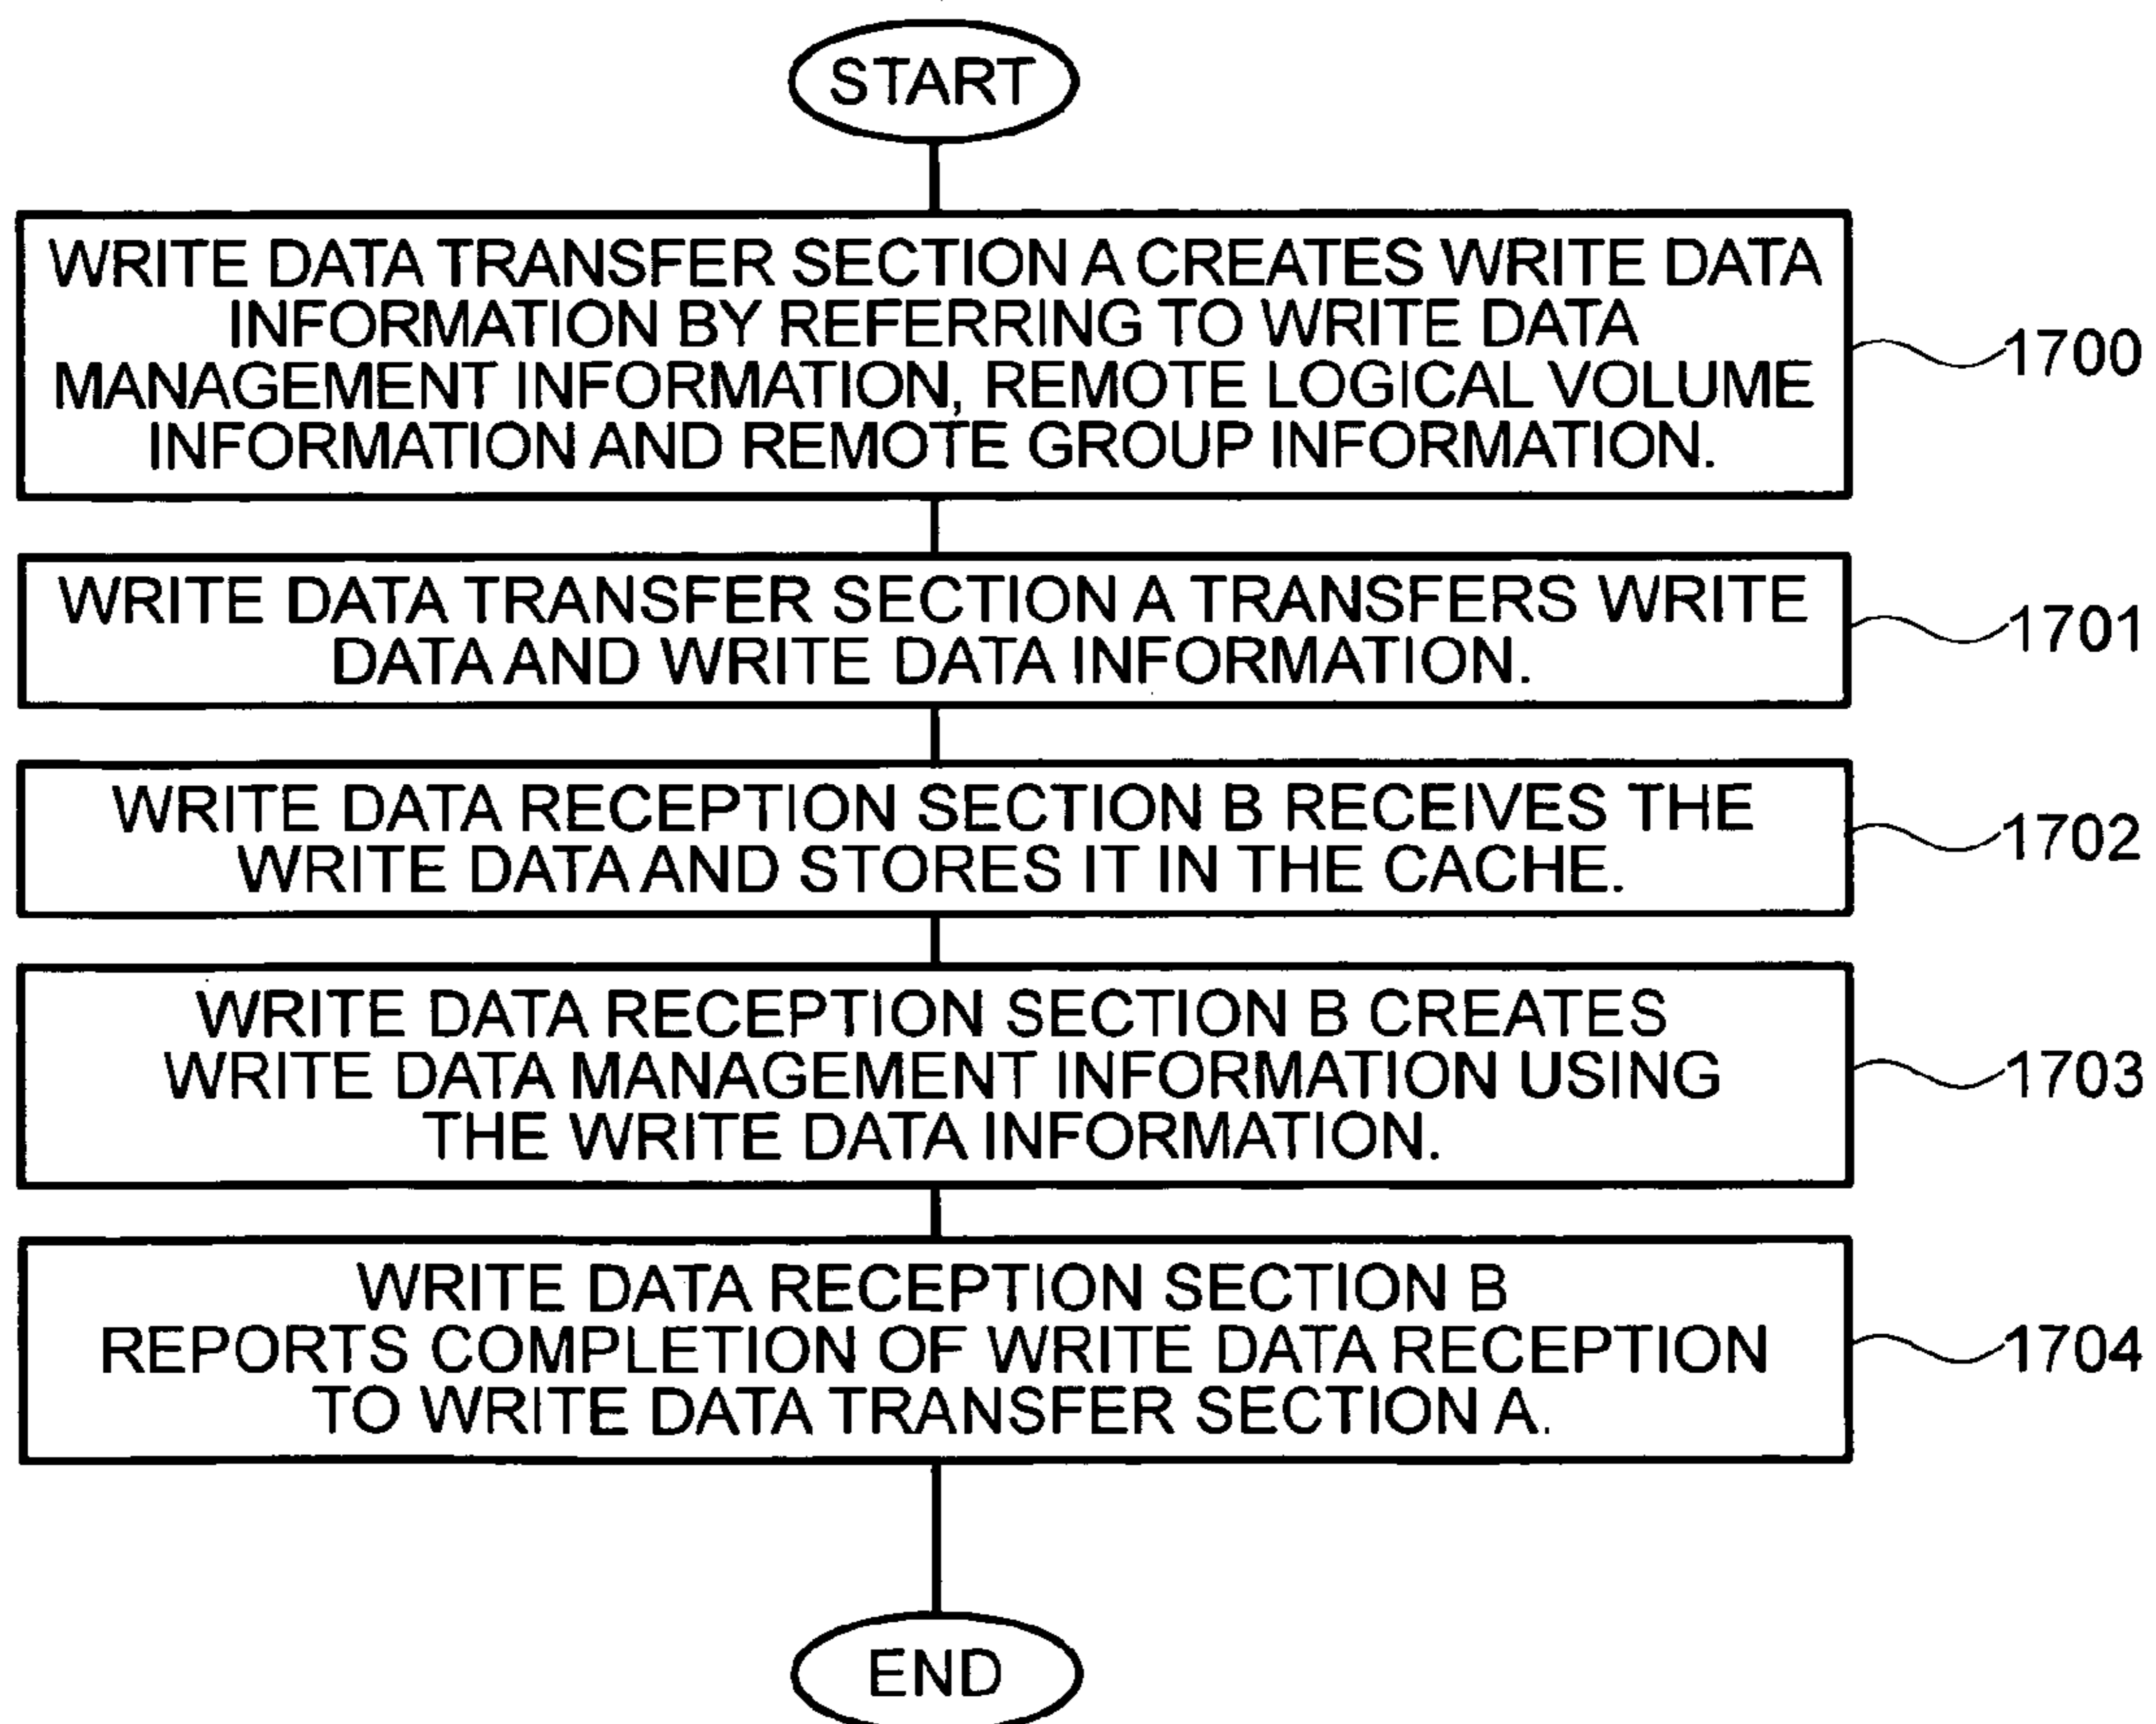 START
WRITE DATA TRANSFER SECTION A CREATES WRITE DATA
INFORMATION BY REFERRING TO WRITE DATA
MANAGEMENT INFORMATION, REMOTE LOGICAL VOLUME
INFORMATION AND REMOTE GROUP INFORMATION.
1700
WRITE DATA TRANSFER SECTION A TRANSFERS WRITE
DATA AND WRITE DATA INFORMATION.
1701
WRITE DATA RECEPTION SECTION B RECEIVES THE
WRITE DATA AND STORES IT IN THE CACHE.
1702
WRITE DATA RECEPTION SECTION B CREATES
WRITE DATA MANAGEMENT INFORMATION USING
THE WRITE DATA INFORMATION.
1703
WRITE DATA RECEPTION SECTION B
REPORTS COMPLETION OF WRITE DATA RECEPTION
TO WRITE DATA TRANSFER SECTION A.
1704
END